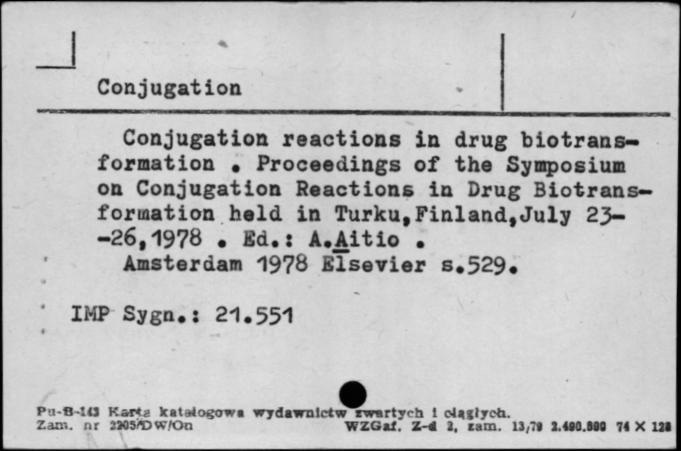 Conjugation
Conjugation reactions in drug biotrans-
formation . Proceedings of the Symposium
on Conjugation Reactions in Drug Biotrans-
formation held in Turku,Finland,July 23-
-26,1978 . Ed.: A.Aitio .
Amsterdam 1978 Elsevier s.529.
IMP Sygn.: 21.551
Pu-B-143 Karta katalogowa wydawnictw zwartych i ciągłych.
Zam. nr 2205/DW/On WZGaf. Z-d 2, zam. 13/79 2.400.000 74 X 128